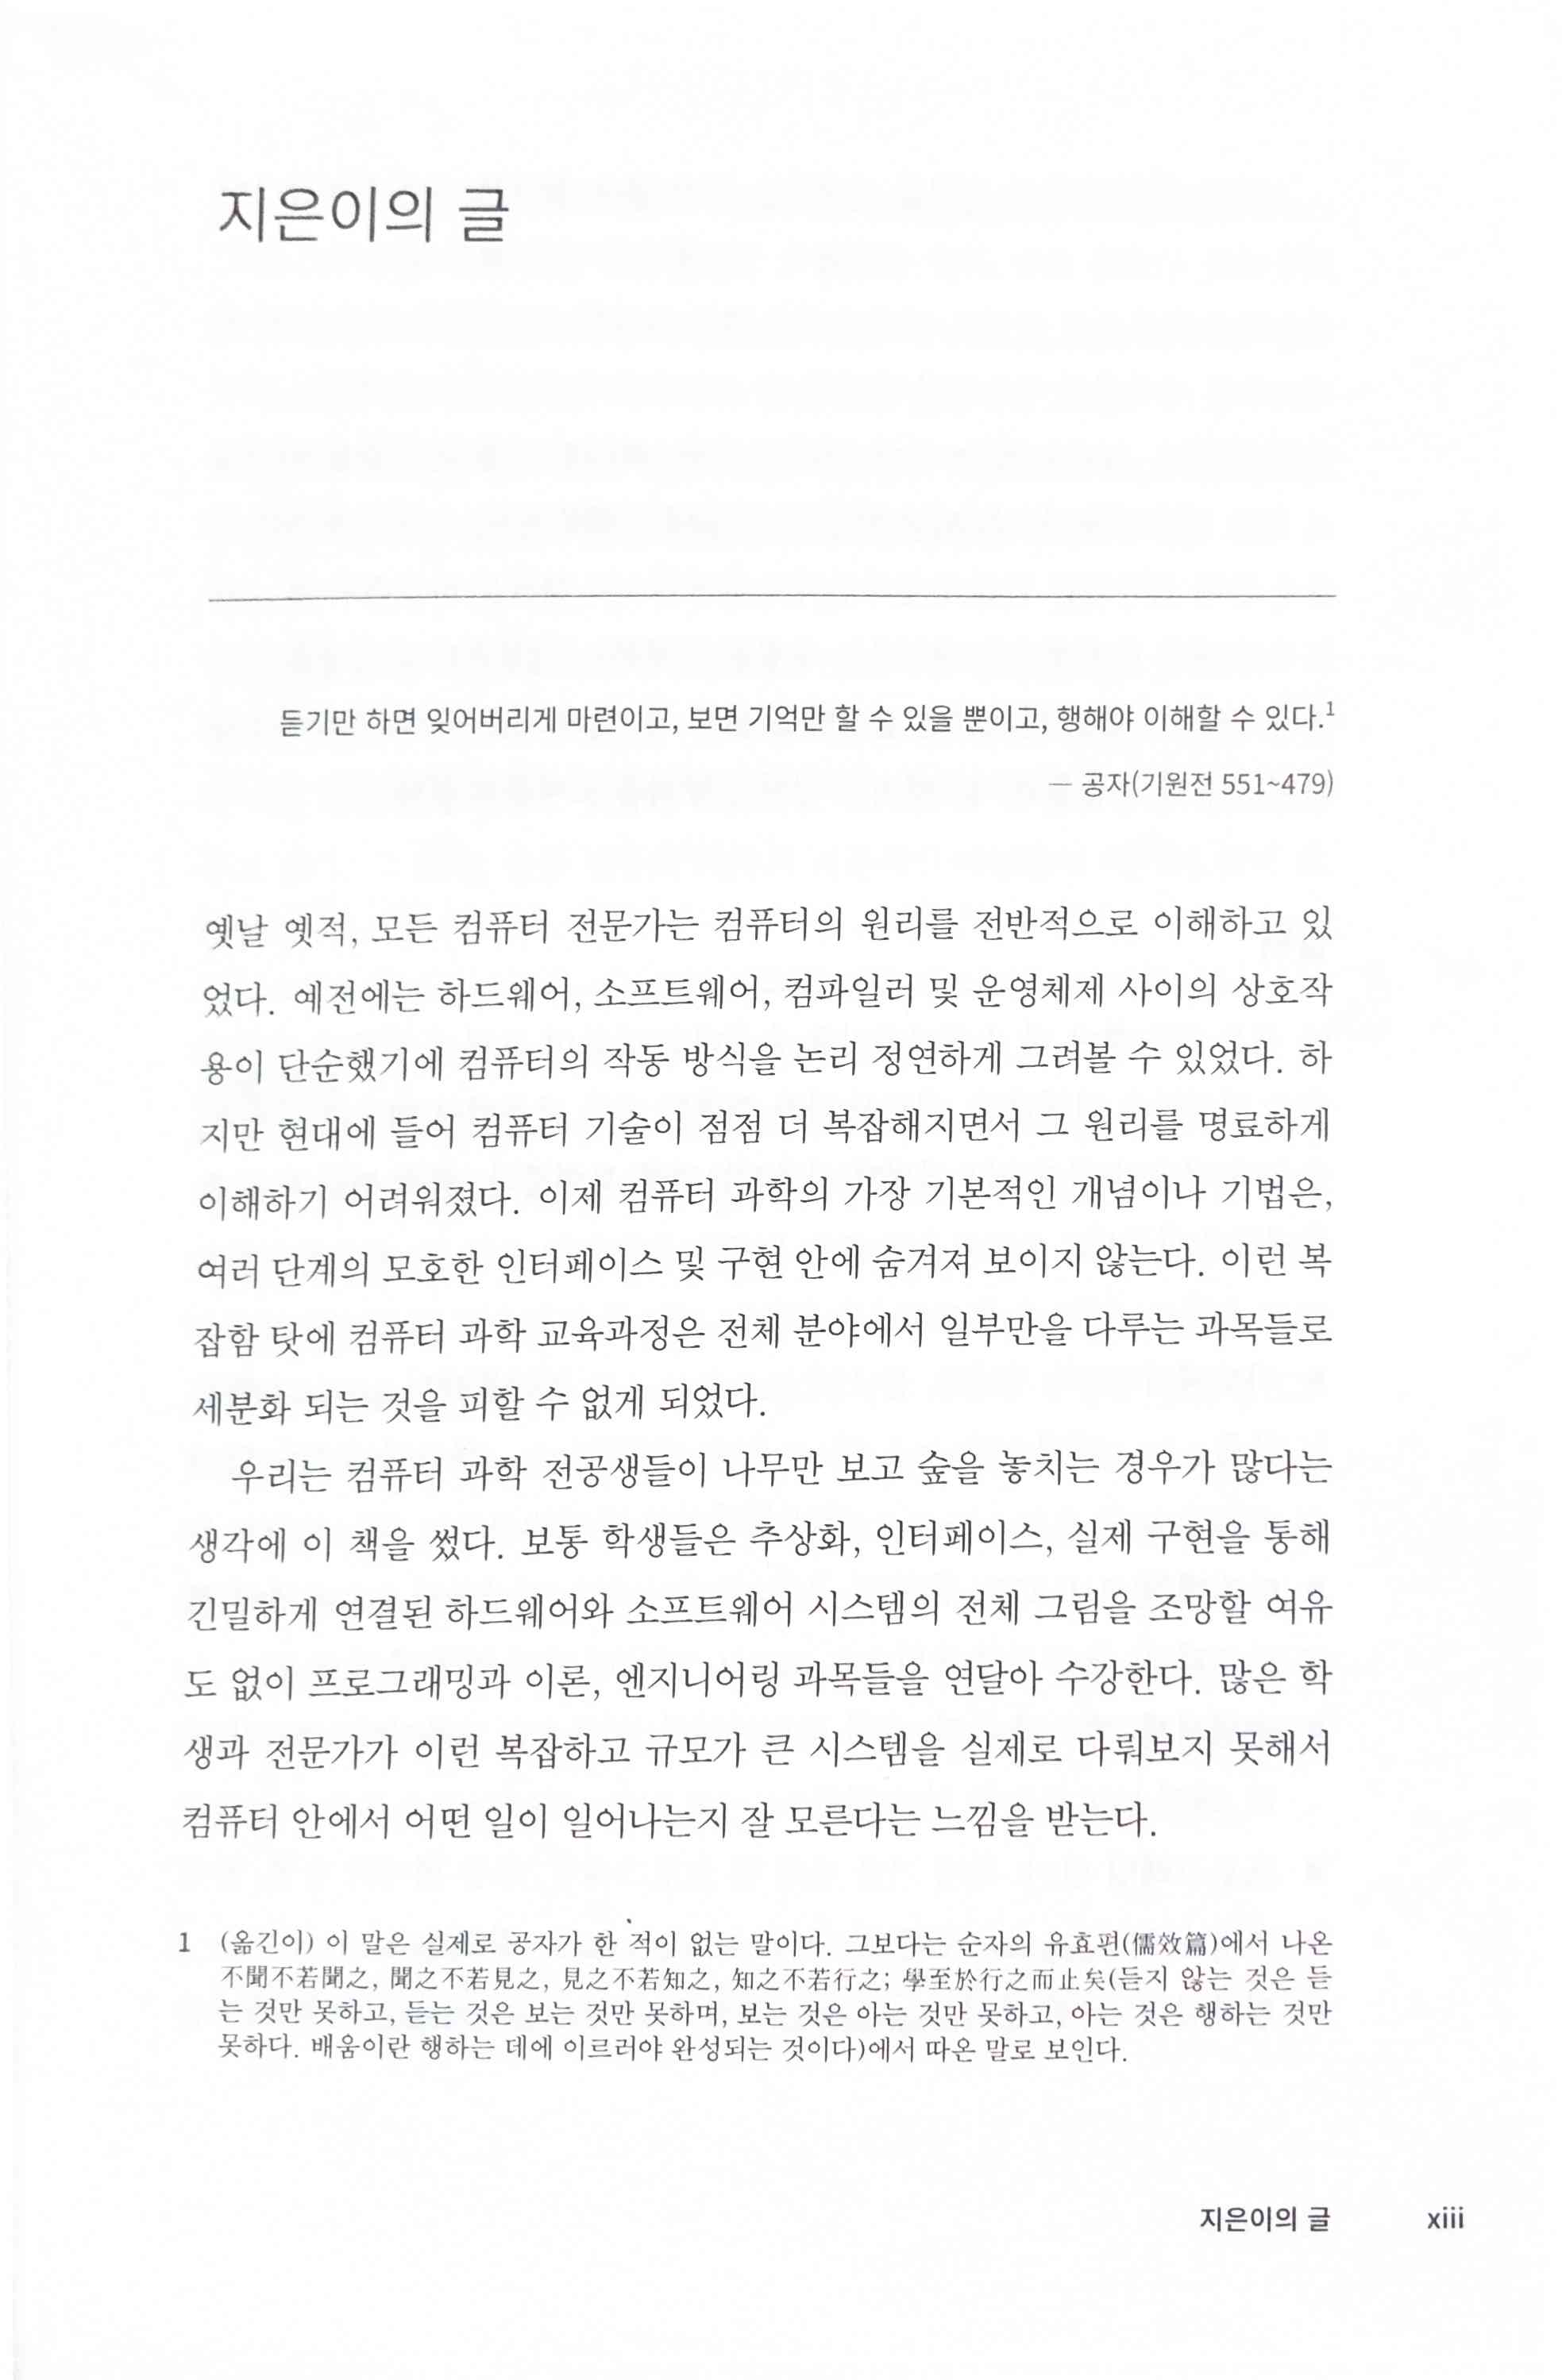 지은이의 글
듣기만 하면 잊어버리게 마련이고, 보면 기억만 할 수 있을 뿐이고, 행해야 이해할 수 있다.1
— 공자(기원전 551~479)
옛날 옛적, 모든 컴퓨터 전문가는 컴퓨터의 원리를 전반적으로 이해하고 있
었다. 예전에는 하드웨어, 소프트웨어, 컴파일러 및 운영체제 사이의 상호작
용이 단순했기에 컴퓨터의 작동 방식을 논리 정연하게 그려볼 수 있었다. 하
지만 현대에 들어 컴퓨터 기술이 점점 더 복잡해지면서 그 원리를 명료하게
이해하기 어려워졌다. 이제 컴퓨터 과학의 가장 기본적인 개념이나 기법은,
여러 단계의 모호한 인터페이스 및 구현 안에 숨겨져 보이지 않는다. 이런 복
잡함 탓에 컴퓨터 과학 교육과정은 전체 분야에서 일부만을 다루는 과목들로
세분화 되는 것을 피할 수 없게 되었다.
우리는 컴퓨터 과학 전공생들이 나무만 보고 숲을 놓치는 경우가 많다는
생각에 이 책을 썼다. 보통 학생들은 추상화, 인터페이스, 실제 구현을 통해
긴밀하게 연결된 하드웨어와 소프트웨어 시스템의 전체 그림을 조망할 여유
도 없이 프로그래밍과 이론, 엔지니어링 과목들을 연달아 수강한다. 많은 학
생과 전문가가 이런 복잡하고 규모가 큰 시스템을 실제로 다뤄보지 못해서
컴퓨터 안에서 어떤 일이 일어나는지 잘 모른다는 느낌을 받는다.
1 (옮긴이) 이 말은 실제로 공자가 한 적이 없는 말이다. 그보다는 순자의 유효편(儒效篇)에서 나온
不聞不若聞之, 聞之不若見之, 見之不若知之, 知之不若行之; 學至於行之而止矣(듣지 않는 것은 듣
는 것만 못하고, 듣는 것은 보는 것만 못하며, 보는 것은 아는 것만 못하고, 아는 것은 행하는 것만
못하다. 배움이란 행하는 데에 이르러야 완성되는 것이다)에서 따온 말로 보인다.
지은이의 글 xiii